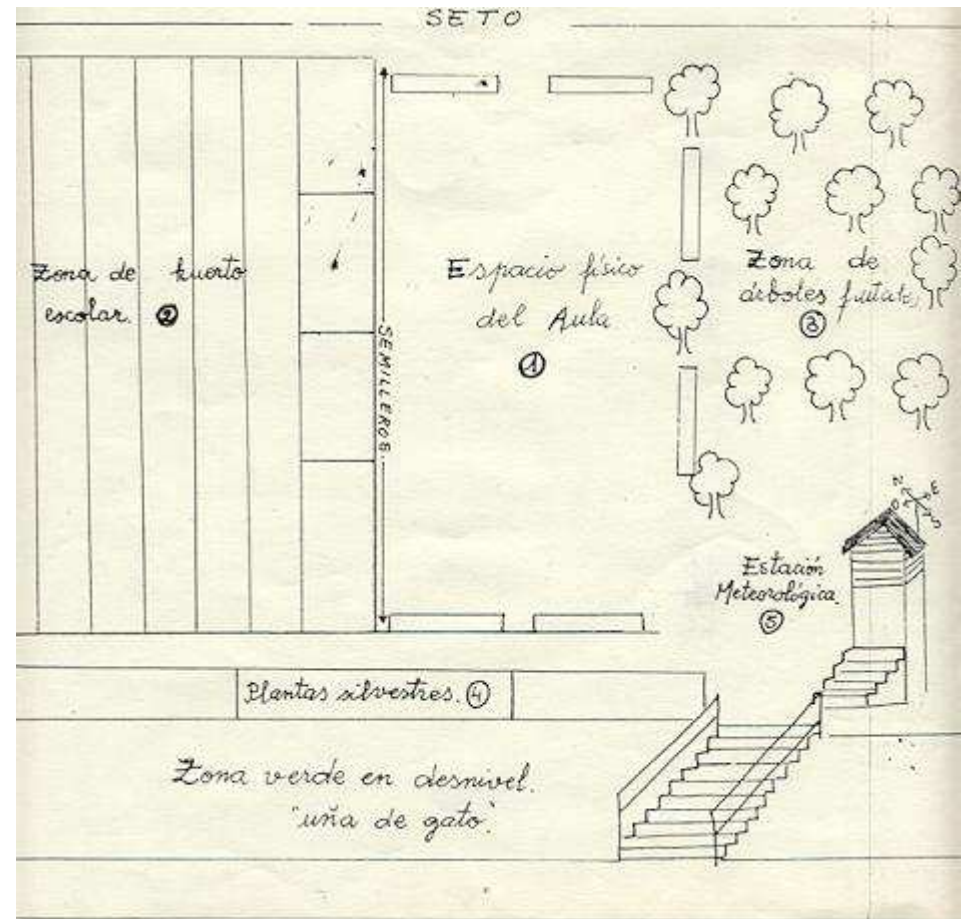 SETO
Zona de huerto
escolar. 2
SEMILLEROS.
Espacio físico
del Aula
1
Zona de
árboles frutales
3
N
E
O
S
Estación
Meteorológica.
5
Plantas silvestres. 4
Zona verde en desnivel.
"uña de gato".